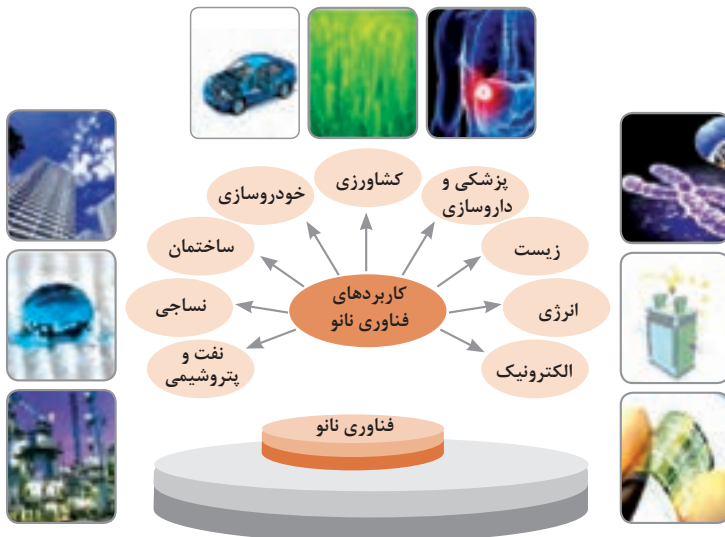 کشاورزی
پزشکی و
داروسازی
خودروسازی
زیست
ساختمان
کاربردهای
فناوری نانو
انرژی
نساجی
نفت و
پتروشیمی
الکترونیک
فناوری نانو